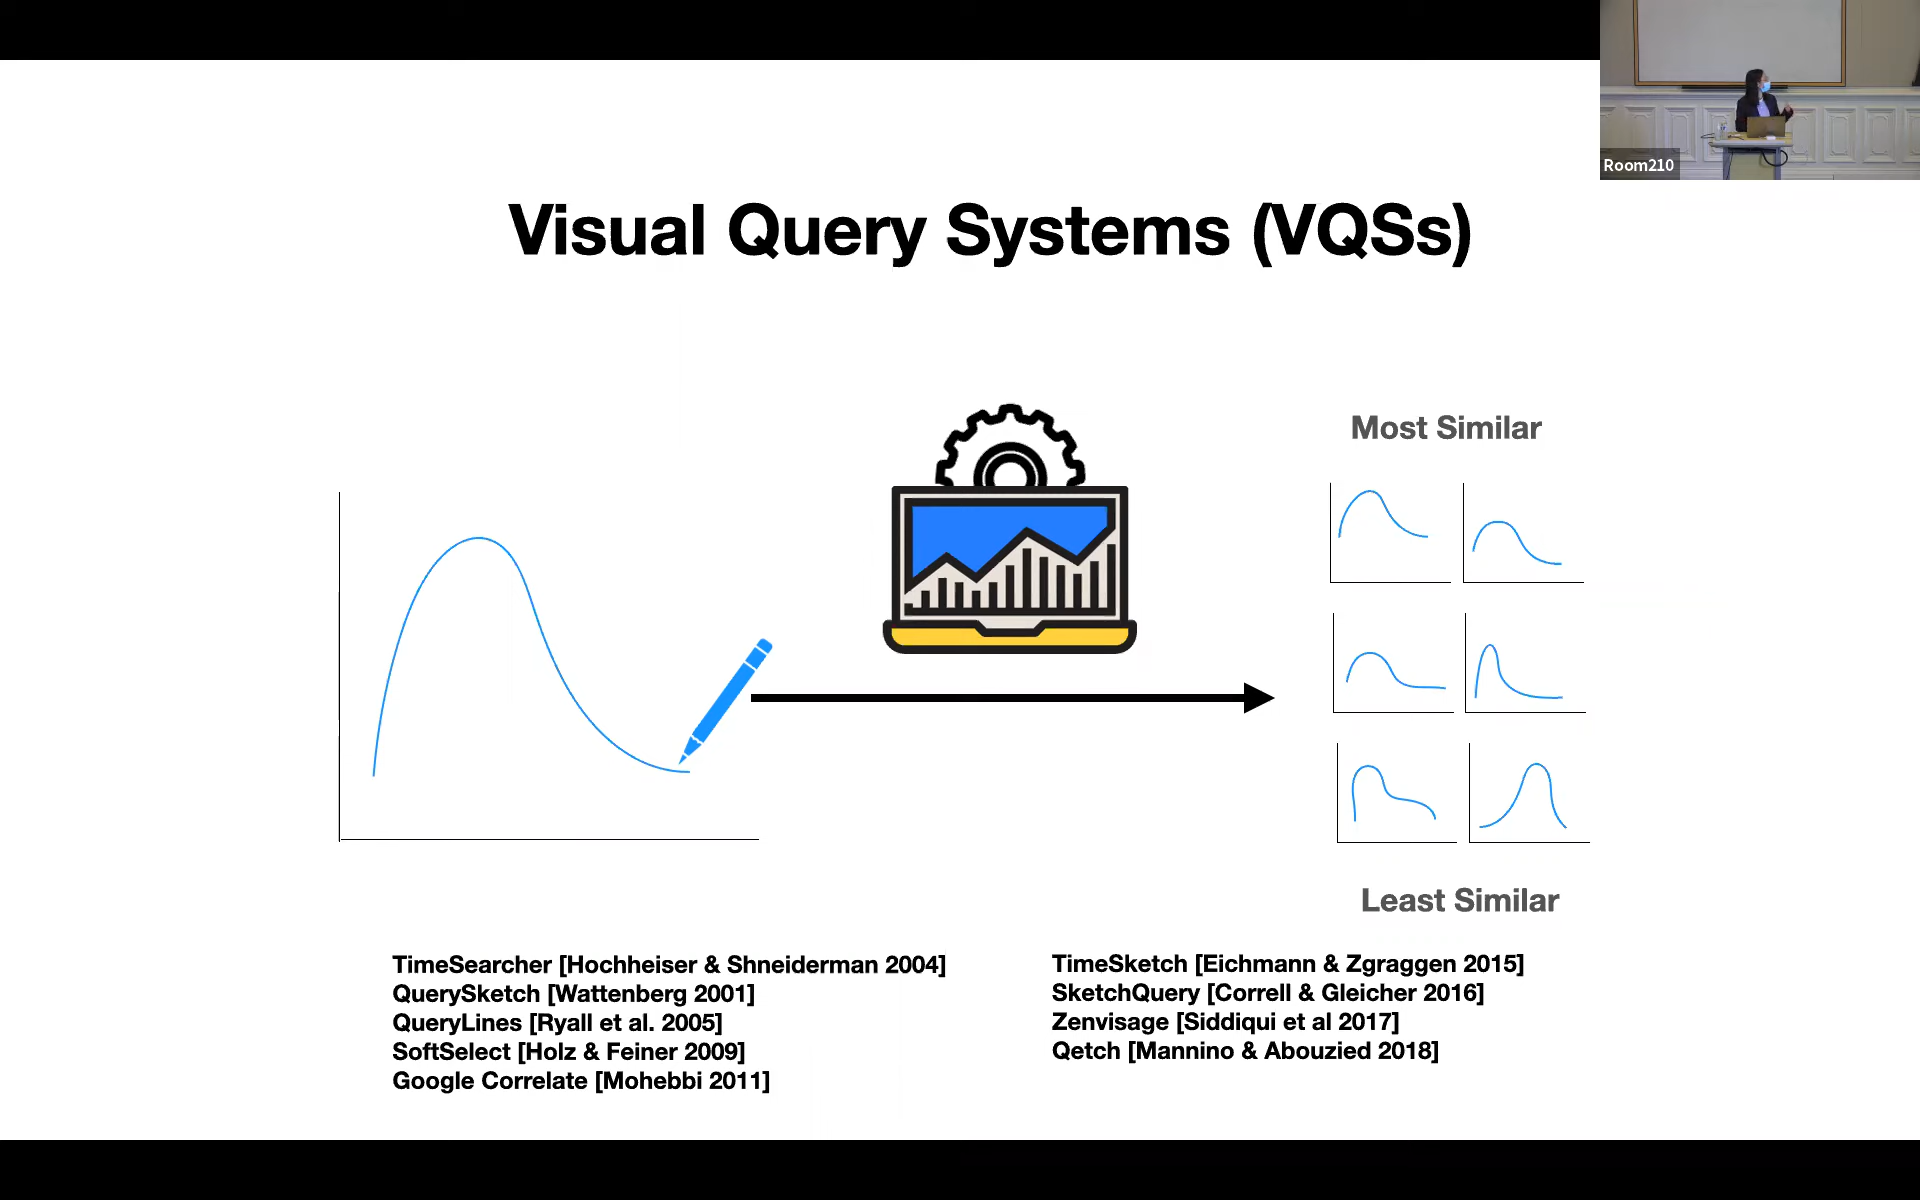 Room210
Visual Query Systems (VQSs)
Most Similar
Least Similar
TimeSearcher [Hochheiser & Shneiderman 2004]
QuerySketch [Wattenberg 2001]
QueryLines [Ryall et al. 2005]
SoftSelect [Holz & Feiner 2009]
Google Correlate [Mohebbi 2011]
TimeSketch [Eichmann & Zgraggen 2015]
SketchQuery [Correll & Gleicher 2016]
Zenvisage [Siddiqui et al 2017]
Qetch [Mannino & Abouzied 2018]